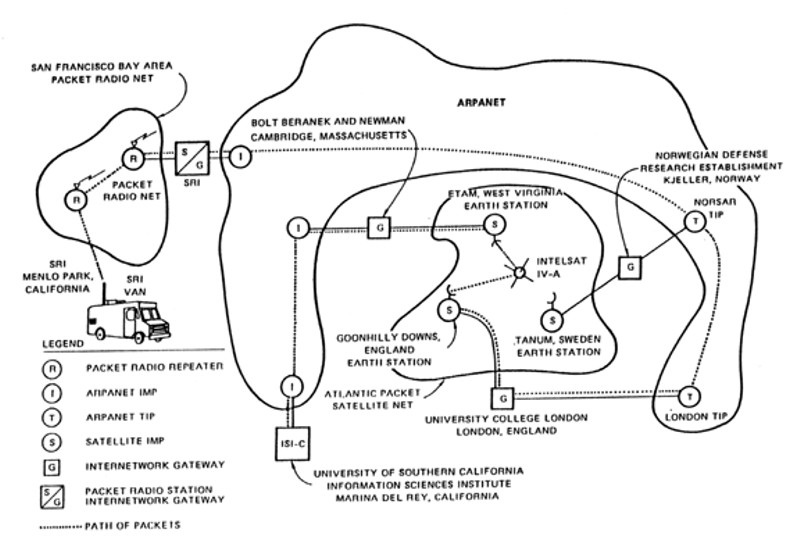 SAN FRANCISCO BAY AREA
PACKET RADIO NET
ARPANET
BOLT BERANEK AND NEWMAN
CAMBRIDGE, MASSACHUSETTS
NORWEGIAN DEFENSE
RESEARCH ESTABLISHMENT
KJELLER, NORWAY
R
S
G
SRI
I
PACKET
RADIO NET
R
ETAM, WEST VIRGINIA
EARTH STATION
NORSAR
TIP
T
I
G
S
INTELSAT
IV-A
G
SRI
MENLO PARK,
CALIFORNIA
SRI
VAN
S
S
GOONHILLY DOWNS,
ENGLAND
EARTH STATION
TANUM, SWEDEN
EARTH STATION
ATLANTIC PACKET
SATELLITE NET
I
G
T
UNIVERSITY COLLEGE LONDON
LONDON, ENGLAND
LONDON TIP
ISI-C
UNIVERSITY OF SOUTHERN CALIFORNIA
INFORMATION SCIENCES INSTITUTE
MARINA DEL REY, CALIFORNIA
LEGEND
R PACKET RADIO REPEATER
I ARPANET IMP
T ARPANET TIP
S SATELLITE IMP
G INTERNETWORK GATEWAY
S/G PACKET RADIO STATION
INTERNETWORK GATEWAY
PATH OF PACKETS